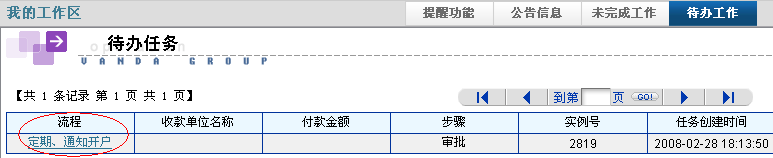 我的工作区 提醒功能 公告信息 未完成工作 待办工作
待办任务
VANDA GROUP
【共 1 条记录 第 1 页 共 1 页】 到第 页 GO!
流程 收款单位名称 付款金额 步骤 实例号 任务创建时间
定期、通知开户 审批 2819 2008-02-28 18:13:50